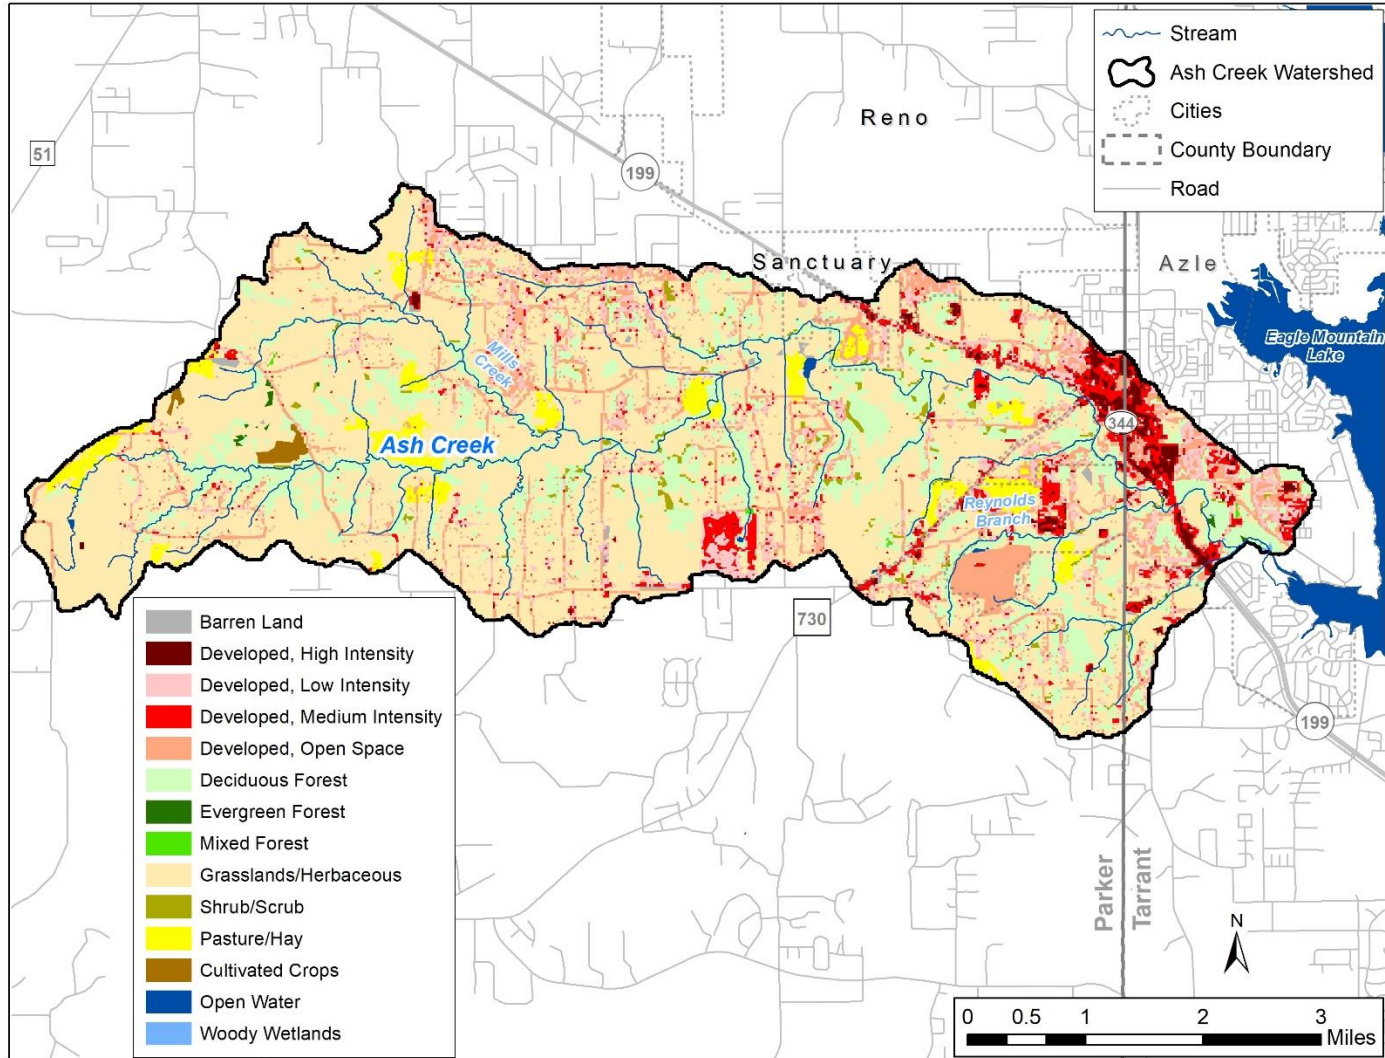 Stream
Ash Creek Watershed
Cities
County Boundary
Road
Reno
51
199
Sanctuary
Azle
Eagle Mountain
Lake
Mills
Creek
344
Ash Creek
Reynolds
Branch
730
199
Barren Land
Developed, High Intensity
Developed, Low Intensity
Developed, Medium Intensity
Developed, Open Space
Deciduous Forest
Evergreen Forest
Mixed Forest
Grasslands/Herbaceous
Shrub/Scrub
Pasture/Hay
Cultivated Crops
Open Water
Woody Wetlands
Parker
Tarrant
N
0 0.5 1 2 3
Miles